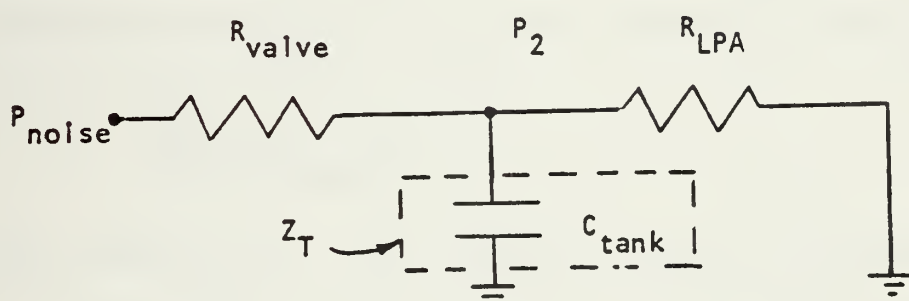 R_valve
P_2
R_LPA
P_noise
Z_T
C_tank